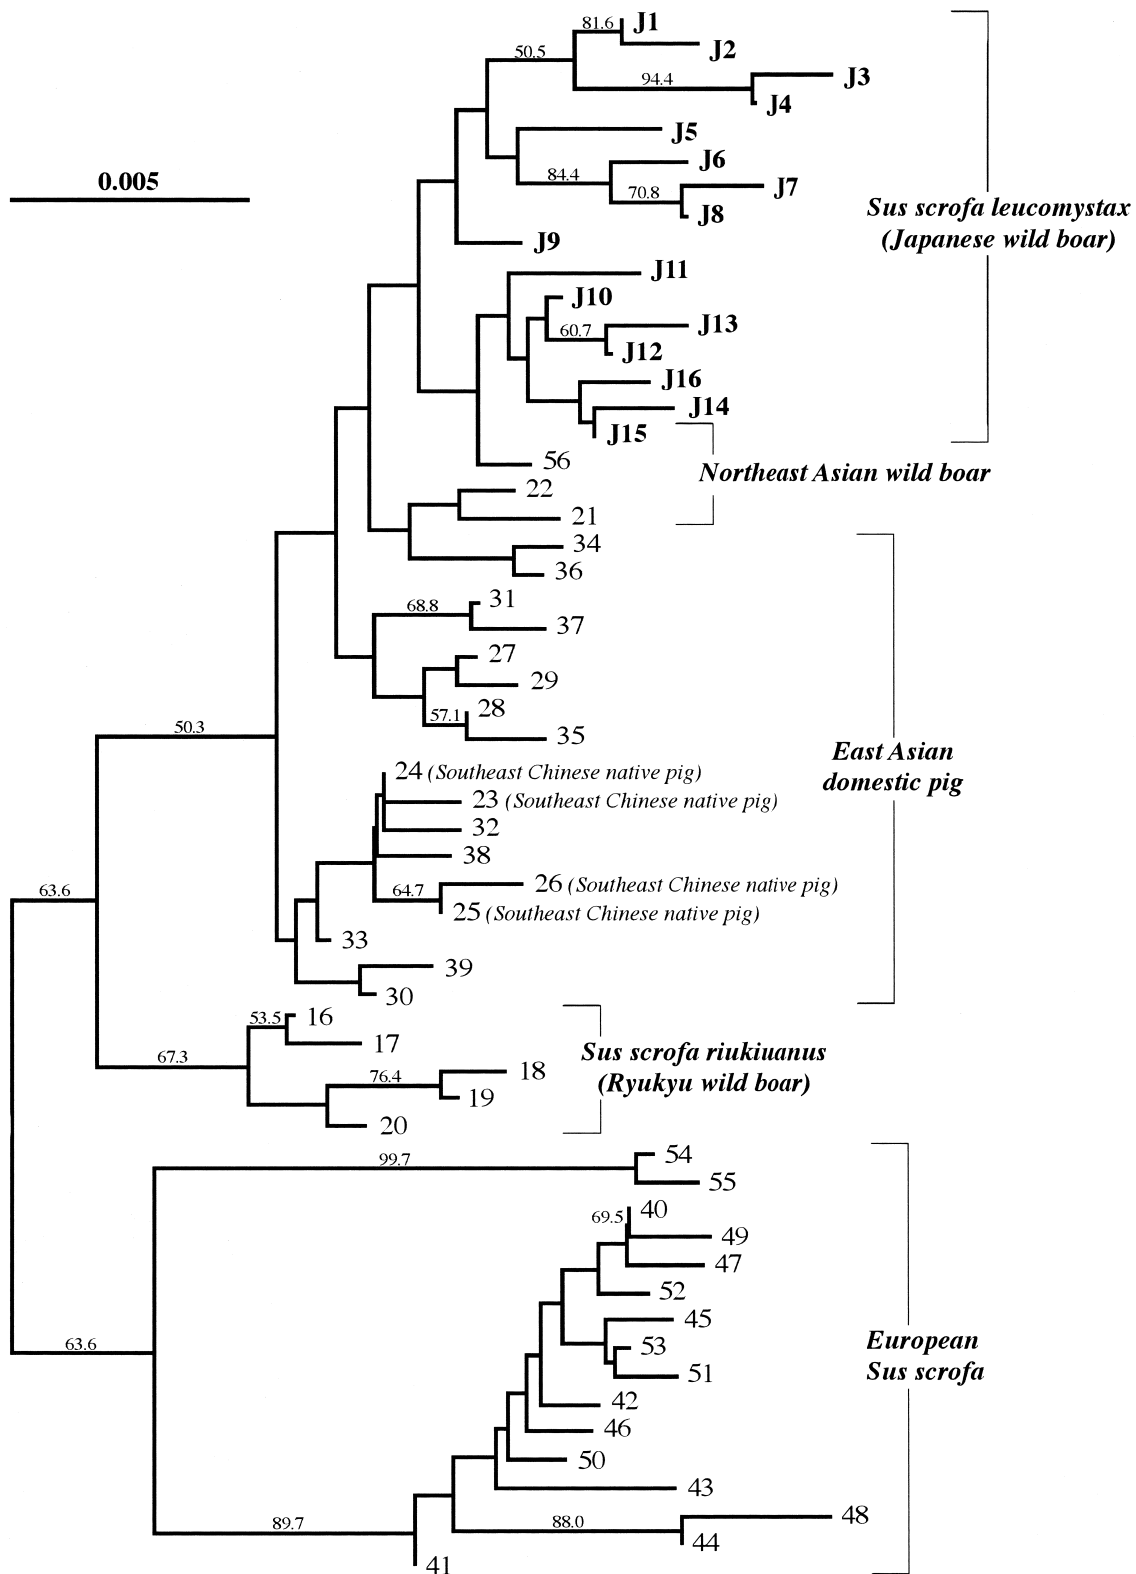 81.6
J1
J2
50.5
94.4
J3
J4
J5
84.4
J6
70.8
J7
J8
J9
0.005
Sus scrofa leucomystax
(Japanese wild boar)
J11
J10
60.7
J13
J12
J16
J14
J15
56
Northeast Asian wild boar
22
21
34
36
68.8
31
37
27
29
57.1
28
35
50.3
East Asian
domestic pig
24 (Southeast Chinese native pig)
23 (Southeast Chinese native pig)
32
38
64.7
26 (Southeast Chinese native pig)
25 (Southeast Chinese native pig)
63.6
33
39
30
53.5
16
17
67.3
76.4
18
19
20
Sus scrofa riukiuanus
(Ryukyu wild boar)
99.7
54
55
69.5
40
49
47
52
45
53
51
42
46
50
43
63.6
European
Sus scrofa
89.7
88.0
48
44
41